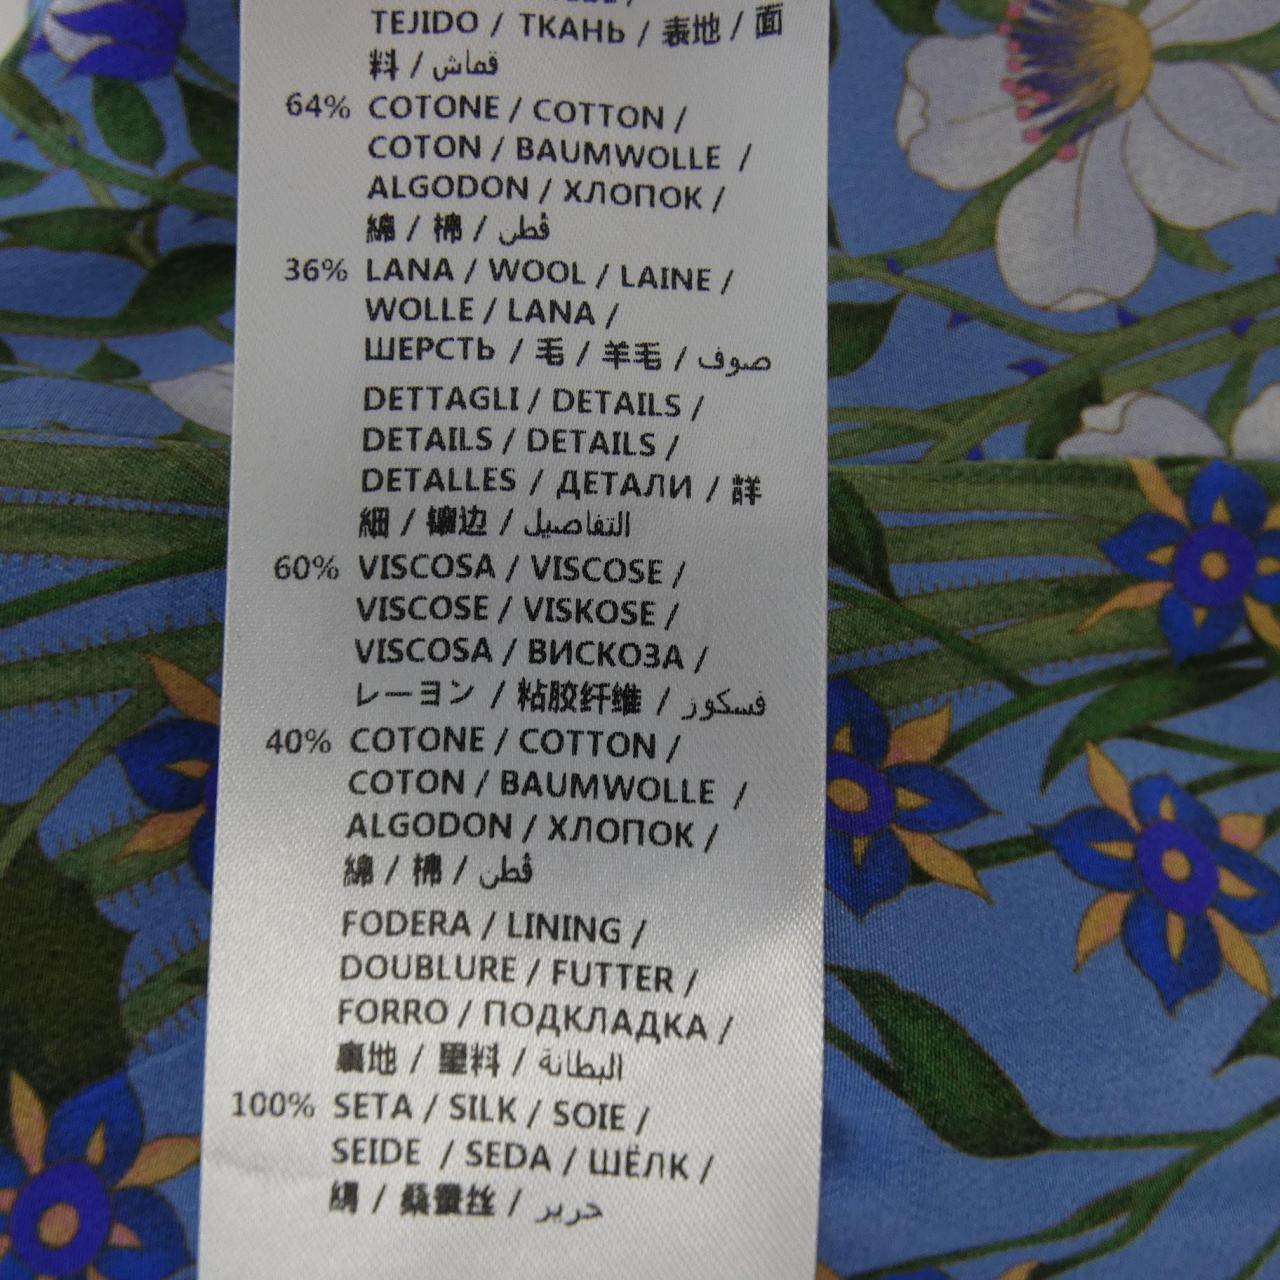 TEJIDO / ТКАНЬ / 表地 / 面
料 / قماش
64% COTONE / COTTON /
COTON / BAUMWOLLE /
ALGODON / ХЛОПОК /
綿 / 棉 / قطن
36% LANA / WOOL / LAINE /
WOLLE / LANA /
ШЕРСТЬ / 毛 / 羊毛 / صوف
DETTAGLI / DETAILS /
DETAILS / DETAILS /
DETALLES / ДЕТАЛИ / 詳
細 / 镶边 / التفاصيل
60% VISCOSA / VISCOSE /
VISCOSE / VISKOSE /
VISCOSA / ВИСКОЗА /
レーヨン / 粘胶纤维 / فسكوز
40% COTONE / COTTON /
COTON / BAUMWOLLE /
ALGODON / ХЛОПОК /
綿 / 棉 / قطن
FODERA / LINING /
DOUBLURE / FUTTER /
FORRO / ПОДКЛАДКА /
裏地 / 里料 / البطانة
100% SETA / SILK / SOIE /
SEIDE / SEDA / ШЁЛК /
絹 / 桑蚕丝 / حرير